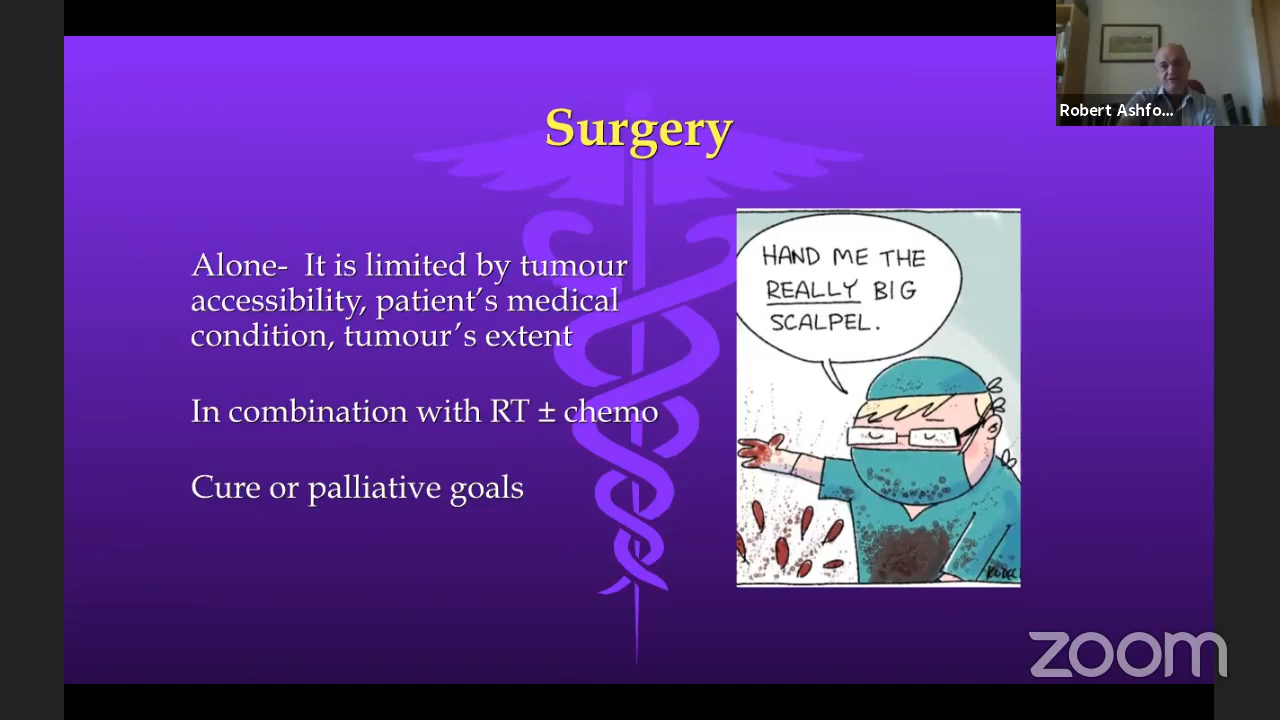 Robert Ashfo...
Surgery
Alone-  It is limited by tumour
accessibility, patient’s medical
condition, tumour´s extent
In combination with RT ± chemo
Cure or palliative goals
HAND ME THE
REALLY BIG
SCALPEL.
zoom